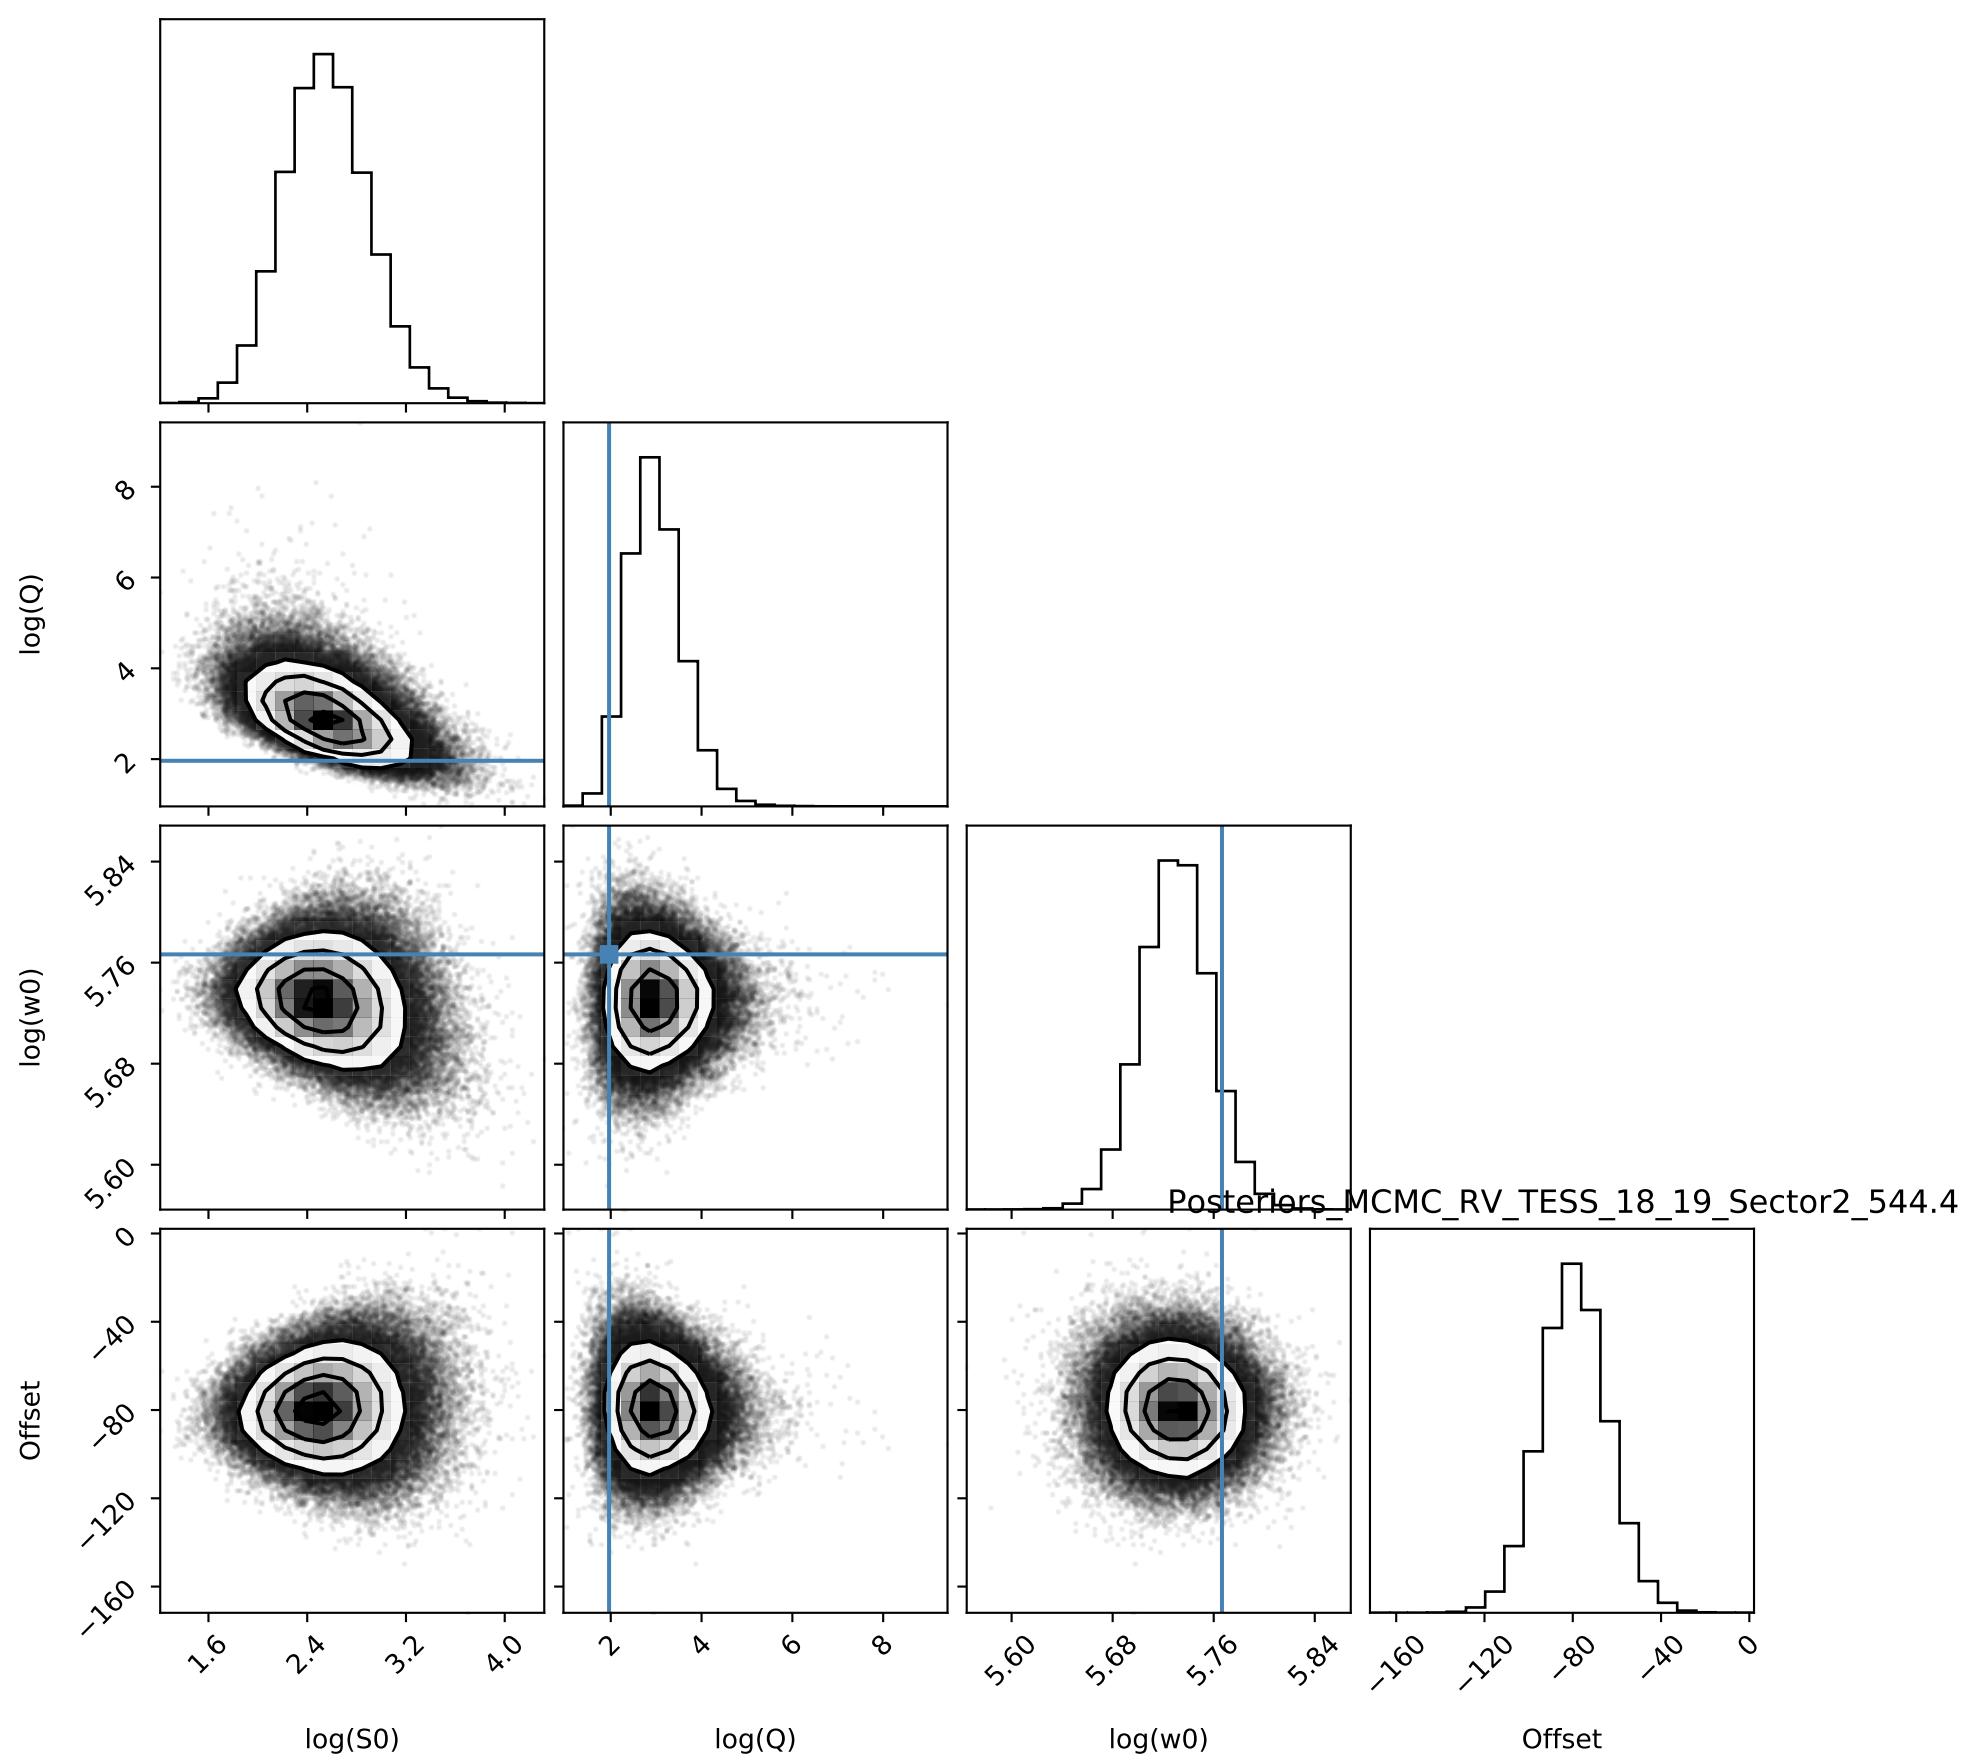 8
6
4
2
log(Q)
5.84
5.76
5.68
5.60
log(w0)
Posteriors_MCMC_RV_TESS_18_19_Sector2_544.4
0
−40
−80
−120
−160
Offset
1.6 2.4 3.2 4.0 2 4 6 8 5.60 5.68 5.76 5.84 −160 −120 −80 −40 0
log(S0) log(Q) log(w0) Offset